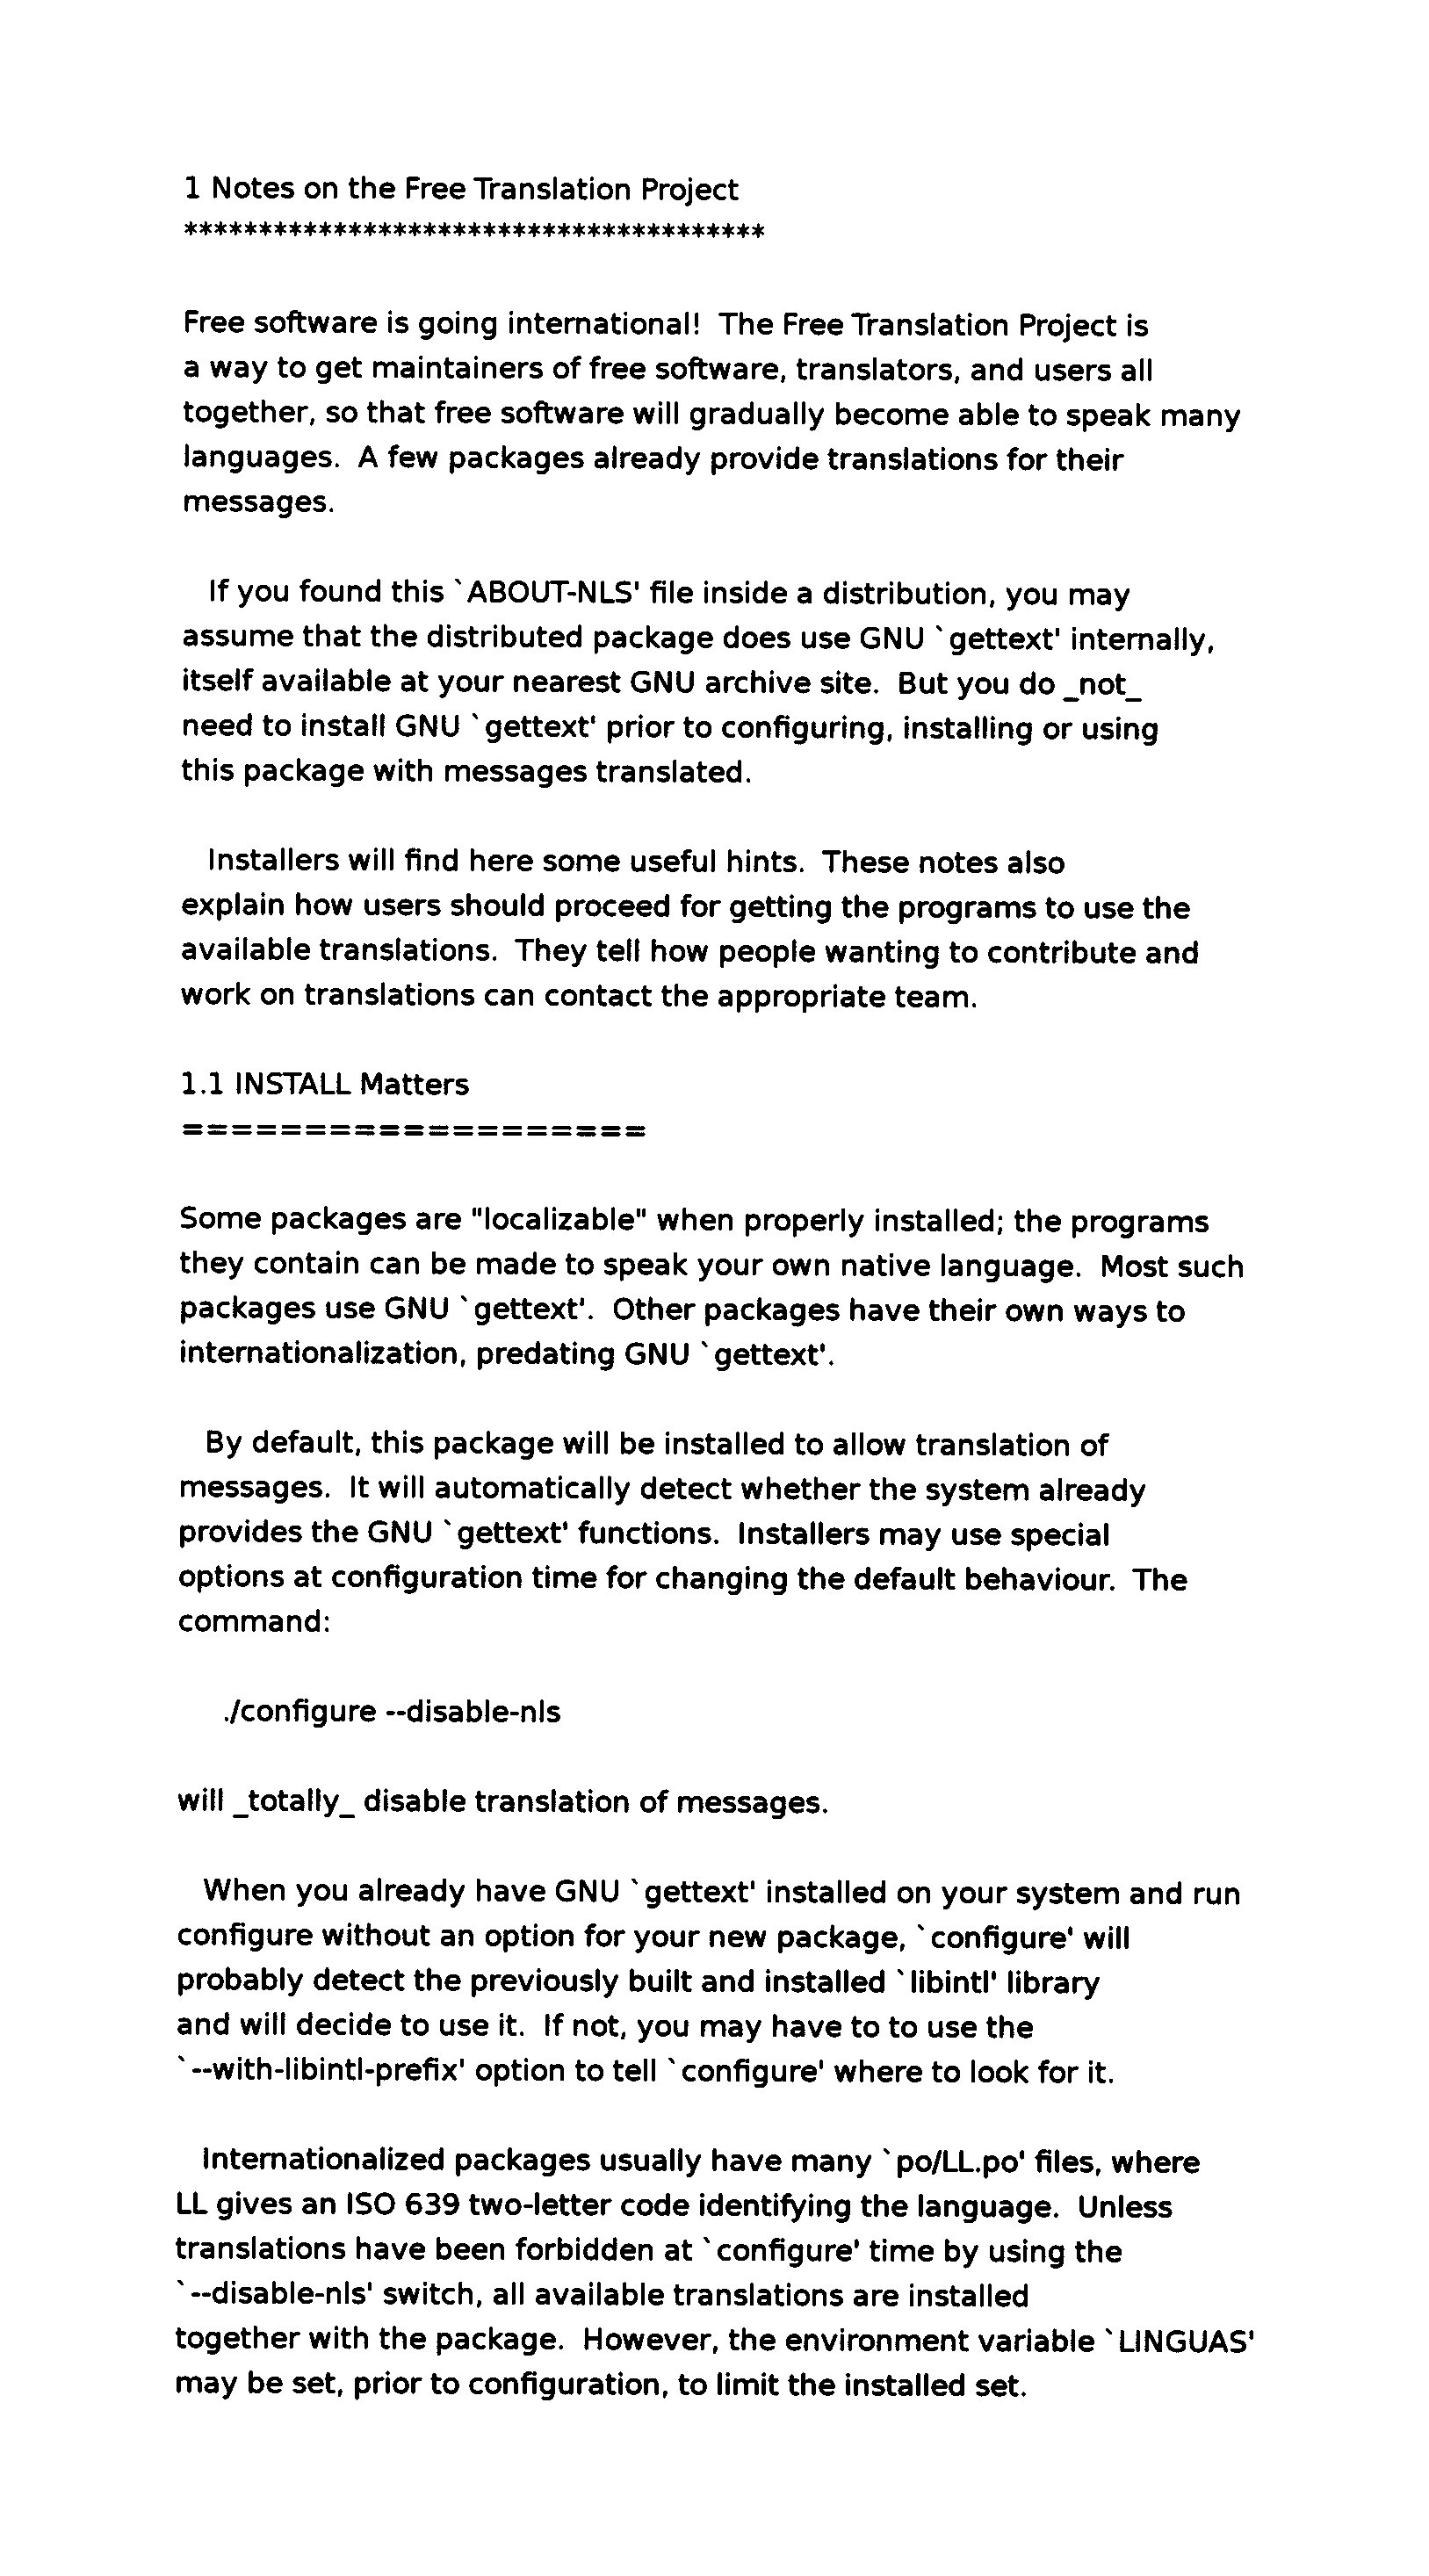 1 Notes on the Free Translation Project
***************************************
Free software is going international!  The Free Translation Project is
a way to get maintainers of free software, translators, and users all
together, so that free software will gradually become able to speak many
languages.  A few packages already provide translations for their
messages.
   If you found this `ABOUT-NLS' file inside a distribution, you may
assume that the distributed package does use GNU `gettext' internally,
itself available at your nearest GNU archive site.  But you do _not_
need to install GNU `gettext' prior to configuring, installing or using
this package with messages translated.
   Installers will find here some useful hints.  These notes also
explain how users should proceed for getting the programs to use the
available translations.  They tell how people wanting to contribute and
work on translations can contact the appropriate team.
1.1 INSTALL Matters
===================
Some packages are "localizable" when properly installed; the programs
they contain can be made to speak your own native language.  Most such
packages use GNU `gettext'.  Other packages have their own ways to
internationalization, predating GNU `gettext'.
   By default, this package will be installed to allow translation of
messages.  It will automatically detect whether the system already
provides the GNU `gettext' functions.  Installers may use special
options at configuration time for changing the default behaviour.  The
command:
     ./configure --disable-nls
will _totally_ disable translation of messages.
   When you already have GNU `gettext' installed on your system and run
configure without an option for your new package, `configure' will
probably detect the previously built and installed `libintl' library
and will decide to use it.  If not, you may have to to use the
`--with-libintl-prefix' option to tell `configure' where to look for it.
   Internationalized packages usually have many `po/LL.po' files, where
LL gives an ISO 639 two-letter code identifying the language.  Unless
translations have been forbidden at `configure' time by using the
`--disable-nls' switch, all available translations are installed
together with the package.  However, the environment variable `LINGUAS'
may be set, prior to configuration, to limit the installed set.